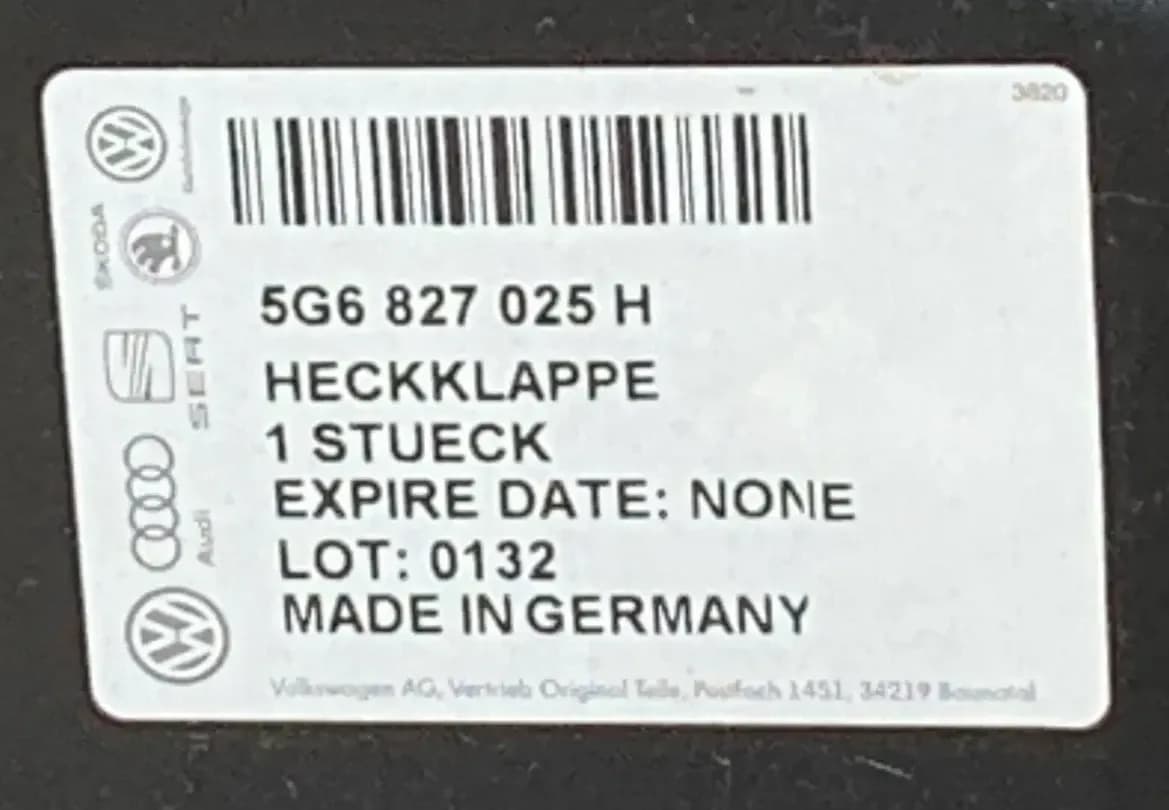 3820
ŠKODA
SEAT
Audi
5G6 827 025 H
HECKKLAPPE
1 STUECK
EXPIRE DATE: NONE
LOT: 0132
MADE IN GERMANY
Volkswagen AG, Vertrieb Original Teile, Postfach 1451, 34219 Baunatal